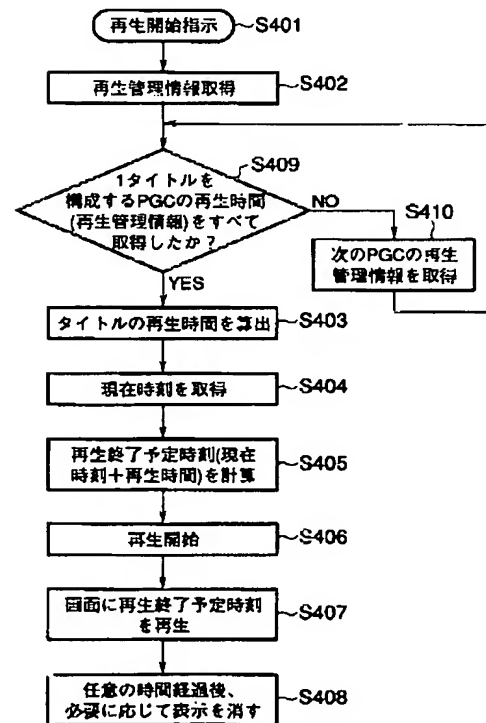 再生開始指示
S401
再生管理情報取得
S402
S409
1タイトルを
構成するPGCの再生時間
(再生管理情報)をすべて
取得したか？
NO
S410
次のPGCの再生
管理情報を取得
YES
タイトルの再生時間を算出
S403
現在時刻を取得
S404
再生終了予定時刻(現在
時刻＋再生時間)を計算
S405
再生開始
S406
画面に再生終了予定時刻
を再生
S407
任意の時間経過後、
必要に応じて表示を消す
S408